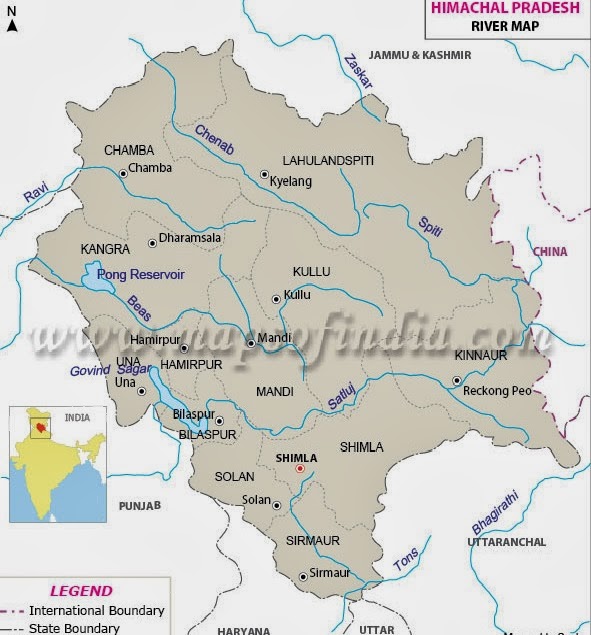 HIMACHAL PRADESH
RIVER MAP
N
JAMMU & KASHMIR
Zaskar
Chenab
CHAMBA
Chamba
LAHULANDSPITI
Kyelang
Ravi
Spiti
CHINA
KANGRA
Dharamsala
Pong Reservoir
KULLU
Kullu
Beas
www.mapsofindia.com
Hamirpur
Mandi
UNA
HAMIRPUR
KINNAUR
Govind Sagar
Una
MANDI
Satluj
Reckong Peo
Bilaspur
BILASPUR
INDIA
SHIMLA
SHIMLA
SOLAN
Solan
PUNJAB
Bhagirathi
SIRMAUR
UTTARANCHAL
Tons
Sirmaur
LEGEND
International Boundary
State Boundary
HARYANA
UTTAR